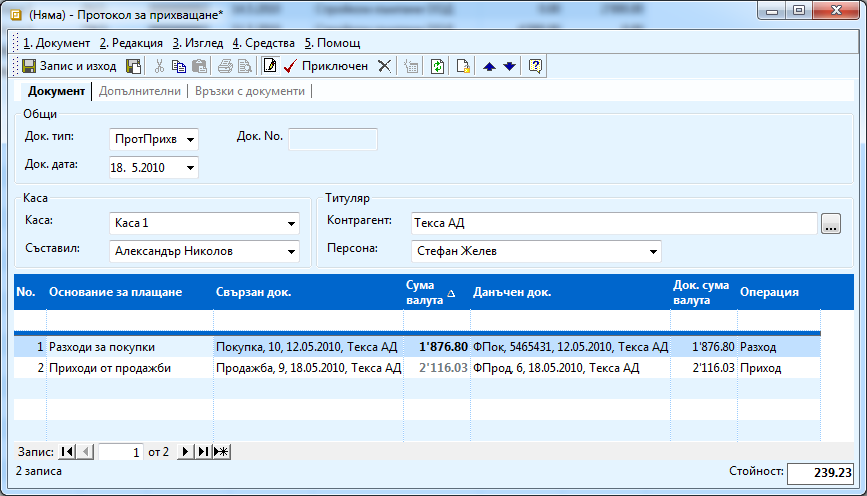 (Няма) - Протокол за прихващане*
1. Документ 2. Редакция 3. Изглед 4. Средства 5. Помощ
Запис и изход Приключен
Документ Допълнителни Връзки с документи
Общи
Док. тип: ПротПрихв Док. No.
Док. дата: 18. 5.2010
Каса Титуляр
Каса: Каса 1 Контрагент: Текса АД ...
Съставил: Александър Николов Персона: Стефан Желев
No. Основание за плащане Свързан док. Сума валута Данъчен док. Док. сума валута Операция
1 Разходи за покупки Покупка, 10, 12.05.2010, Текса АД 1'876.80 ФПок, 5465431, 12.05.2010, Текса АД 1'876.80 Разход
2 Приходи от продажби Продажба, 9, 18.05.2010, Текса АД 2'116.03 ФПрод, 6, 18.05.2010, Текса АД 2'116.03 Приход
Запис: 1 от 2
2 записа Стойност: 239.23